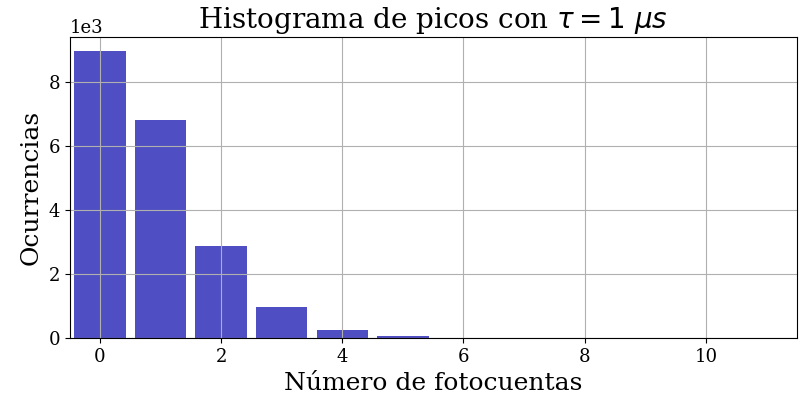 Histograma de picos con τ = 1 μs
1e3
8
6
4
2
0
Ocurrencias
0 2 4 6 8 10
Número de fotocuentas